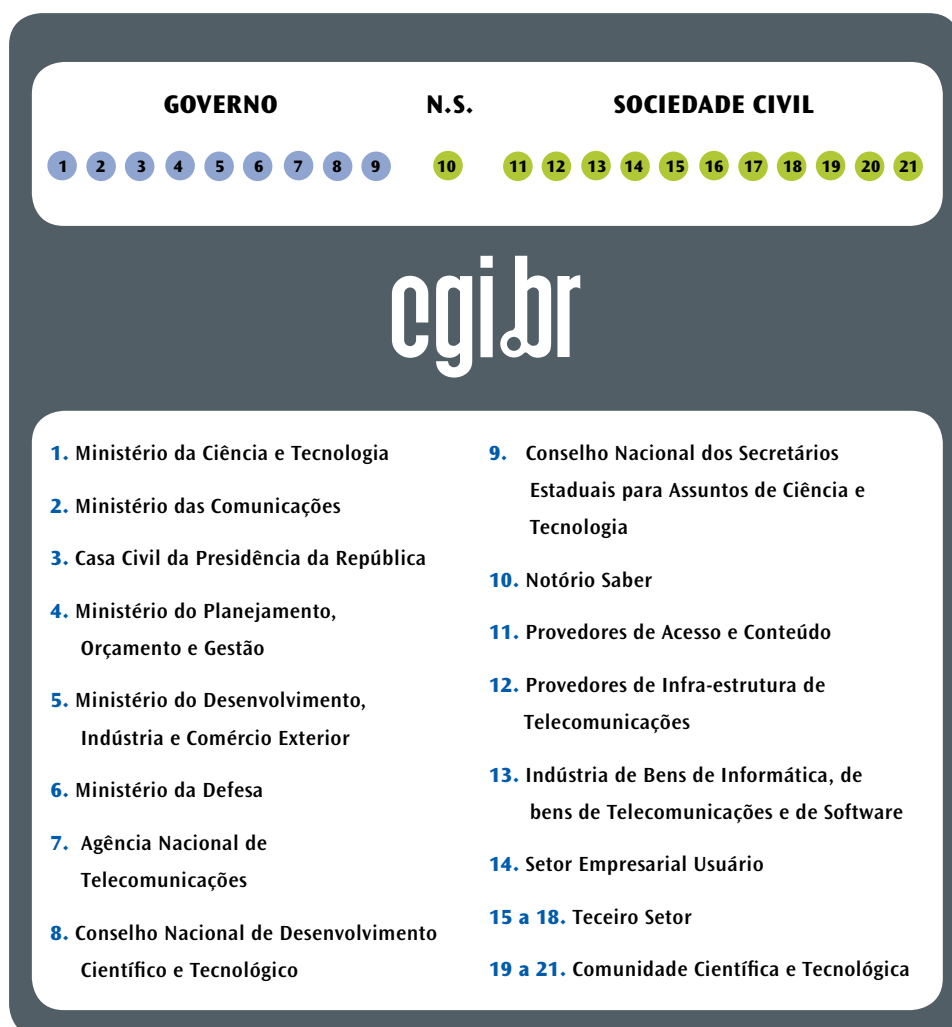 GOVERNO N.S. SOCIEDADE CIVIL
1 2 3 4 5 6 7 8 9 10 11 12 13 14 15 16 17 18 19 20 21
cgi.br
1. Ministério da Ciência e Tecnologia
2. Ministério das Comunicações
3. Casa Civil da Presidência da República
4. Ministério do Planejamento,
Orçamento e Gestão
5. Ministério do Desenvolvimento,
Indústria e Comércio Exterior
6. Ministério da Defesa
7. Agência Nacional de
Telecomunicações
8. Conselho Nacional de Desenvolvimento
Científico e Tecnológico
9. Conselho Nacional dos Secretários
Estaduais para Assuntos de Ciência e
Tecnologia
10. Notório Saber
11. Provedores de Acesso e Conteúdo
12. Provedores de Infra-estrutura de
Telecomunicações
13. Indústria de Bens de Informática, de
bens de Telecomunicações e de Software
14. Setor Empresarial Usuário
15 a 18. Teceiro Setor
19 a 21. Comunidade Científica e Tecnológica